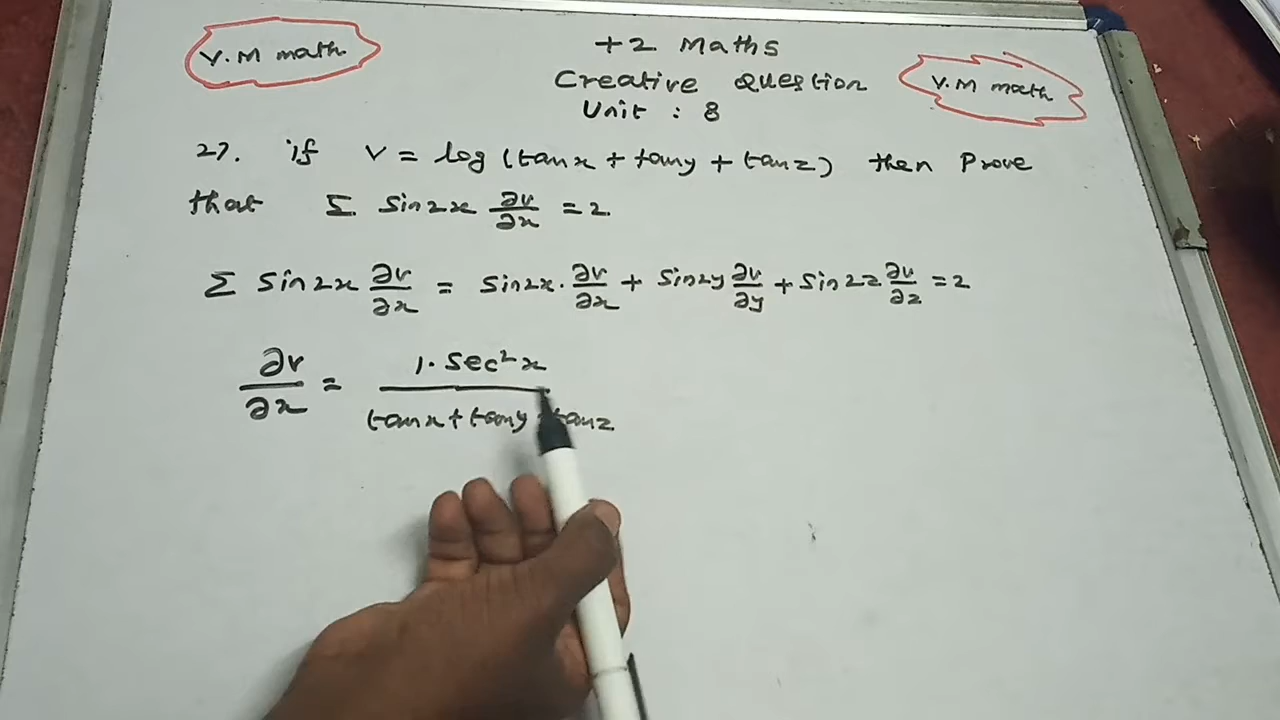 V.M math
+2 Maths
Creative Question
V.M math
Unit : 8
27. if v = log (tanx + tany + tanz) then Prove
that Σ sin2x ∂v/∂x = 2
Σ sin2x ∂v/∂x = sin2x . ∂v/∂x + sin2y ∂v/∂y + sin2z ∂v/∂z = 2
∂v/∂x = 1. sec²x / tanx + tany + tanz